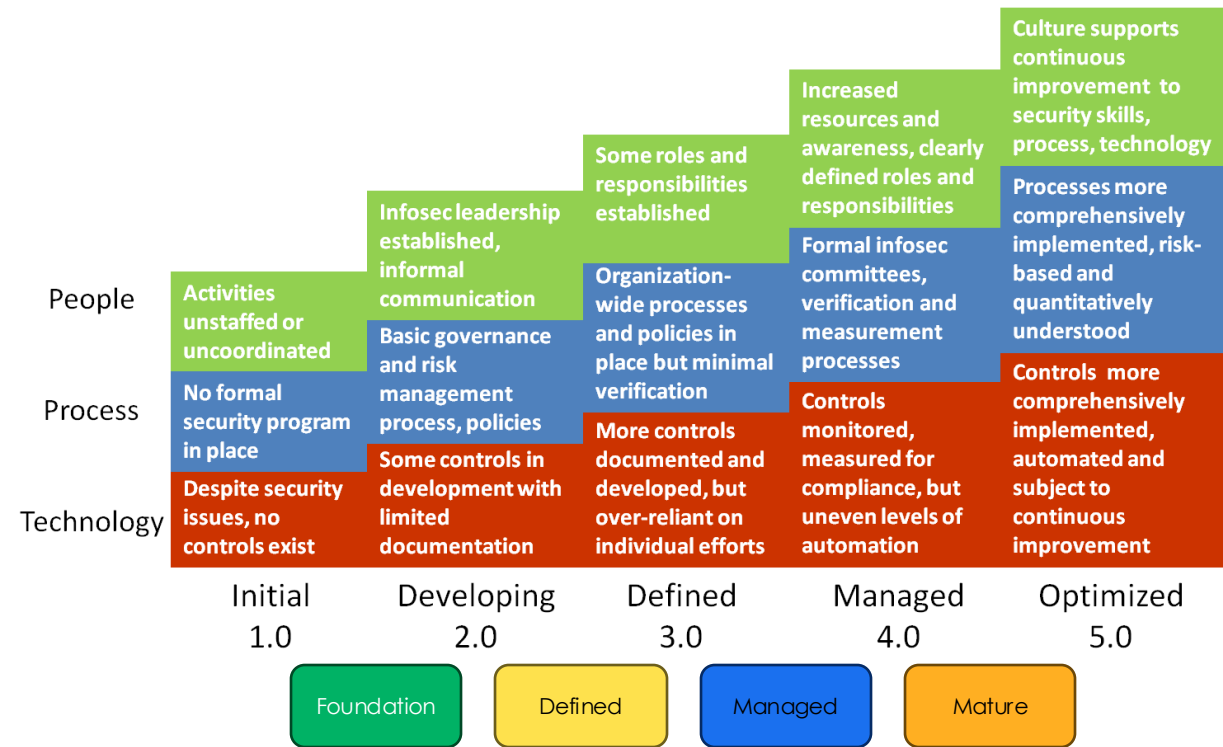 Culture supports
continuous
improvement to
security skills,
process, technology
Increased
resources and
awareness, clearly
defined roles and
responsibilities
Some roles and
responsibilities
established
Infosec leadership
established,
informal
communication
People
Activities
unstaffed or
uncoordinated
Processes more
comprehensively
implemented, risk-
based and
quantitatively
understood
Formal infosec
committees,
verification and
measurement
processes
Organization-
wide processes
and policies in
place but minimal
verification
Basic governance
and risk
management
process, policies
Process
No formal
security program
in place
Controls more
comprehensively
implemented,
automated and
subject to
continuous
improvement
Controls
monitored,
measured for
compliance, but
uneven levels of
automation
More controls
documented and
developed, but
over-reliant on
individual efforts
Some controls in
development with
limited
documentation
Technology
Despite security
issues, no
controls exist
Initial
1.0
Developing
2.0
Defined
3.0
Managed
4.0
Optimized
5.0
Foundation
Defined
Managed
Mature